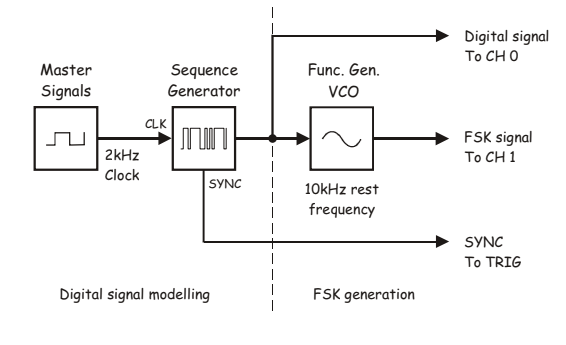 Digital signal
To CH 0
Master
Signals
Sequence
Generator
Func. Gen.
VCO
CLK
2kHz
Clock
FSK signal
To CH 1
SYNC
10kHz rest
frequency
SYNC
To TRIG
Digital signal modelling
FSK generation